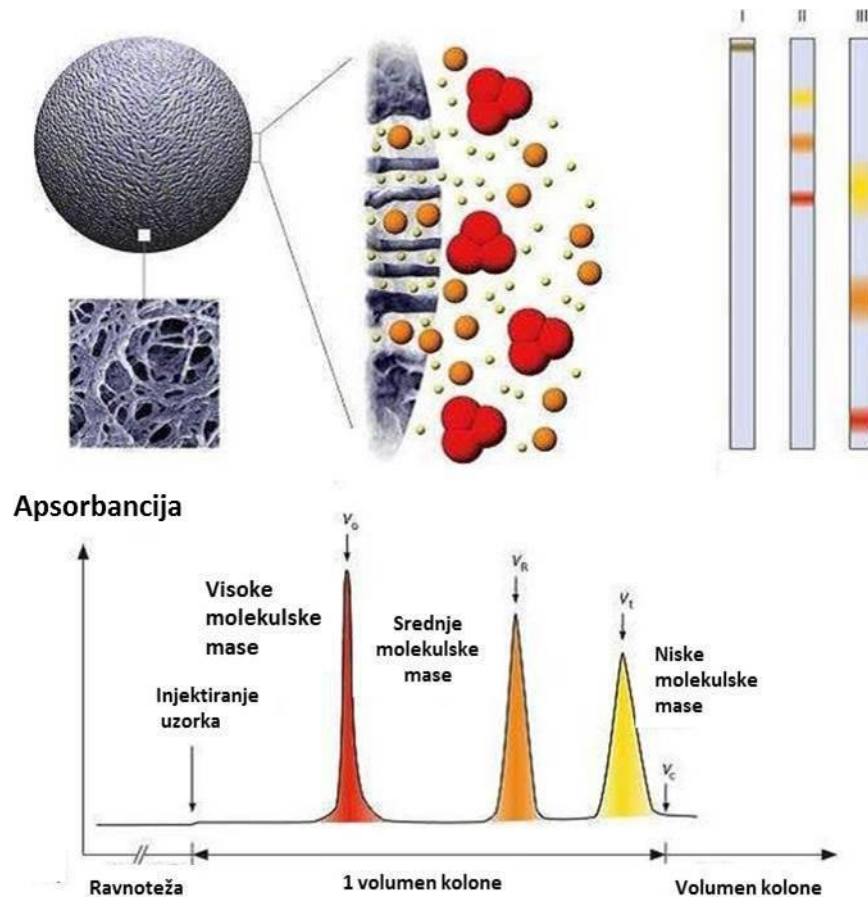 I II III
Apsorbancija
Vo
VR
Vt
Visoke
molekulske
mase
Srednje
molekulske
mase
Niske
molekulske
mase
Injektiranje
uzorka
Vc
Ravnoteža
1 volumen kolone
Volumen kolone